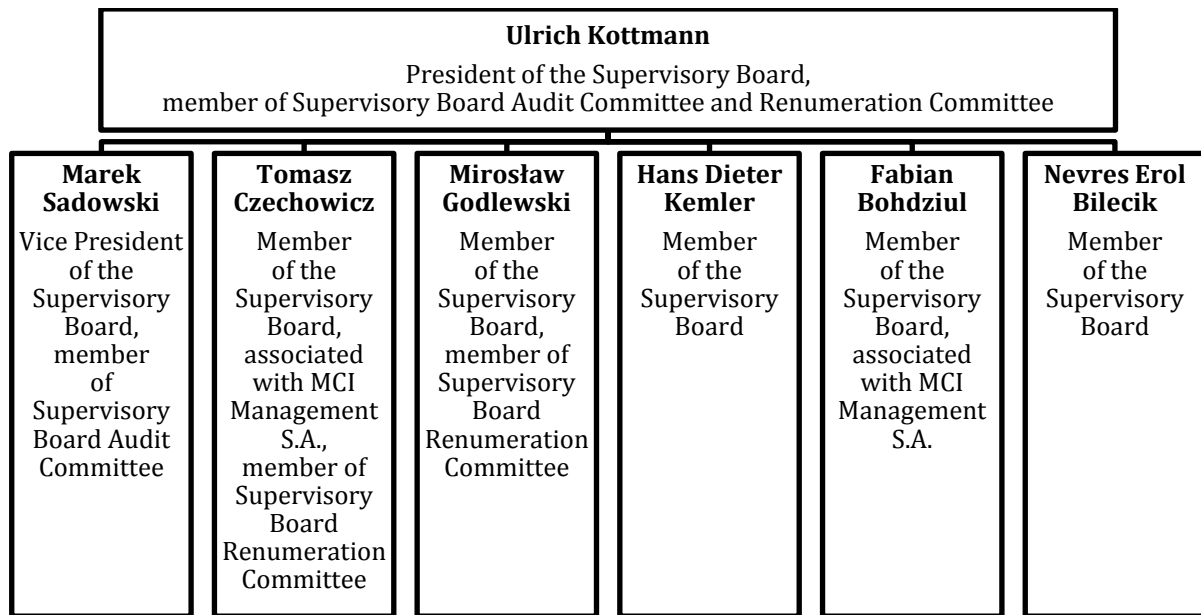 Ulrich Kottmann
President of the Supervisory Board,
member of Supervisory Board Audit Committee and Renumeration Committee
Marek
Sadowski
Vice President
of the
Supervisory
Board,
member
of
Supervisory
Board Audit
Committee
Tomasz
Czechowicz
Member
of the
Supervisory
Board,
associated
with MCI
Management
S.A.,
member of
Supervisory
Board
Renumeration
Committee
Mirosław
Godlewski
Member
of the
Supervisory
Board,
member of
Supervisory
Board
Renumeration
Committee
Hans Dieter
Kemler
Member
of the
Supervisory
Board
Fabian
Bohdziul
Member
of the
Supervisory
Board,
associated
with MCI
Management
S.A.
Nevres Erol
Bilecik
Member
of the
Supervisory
Board